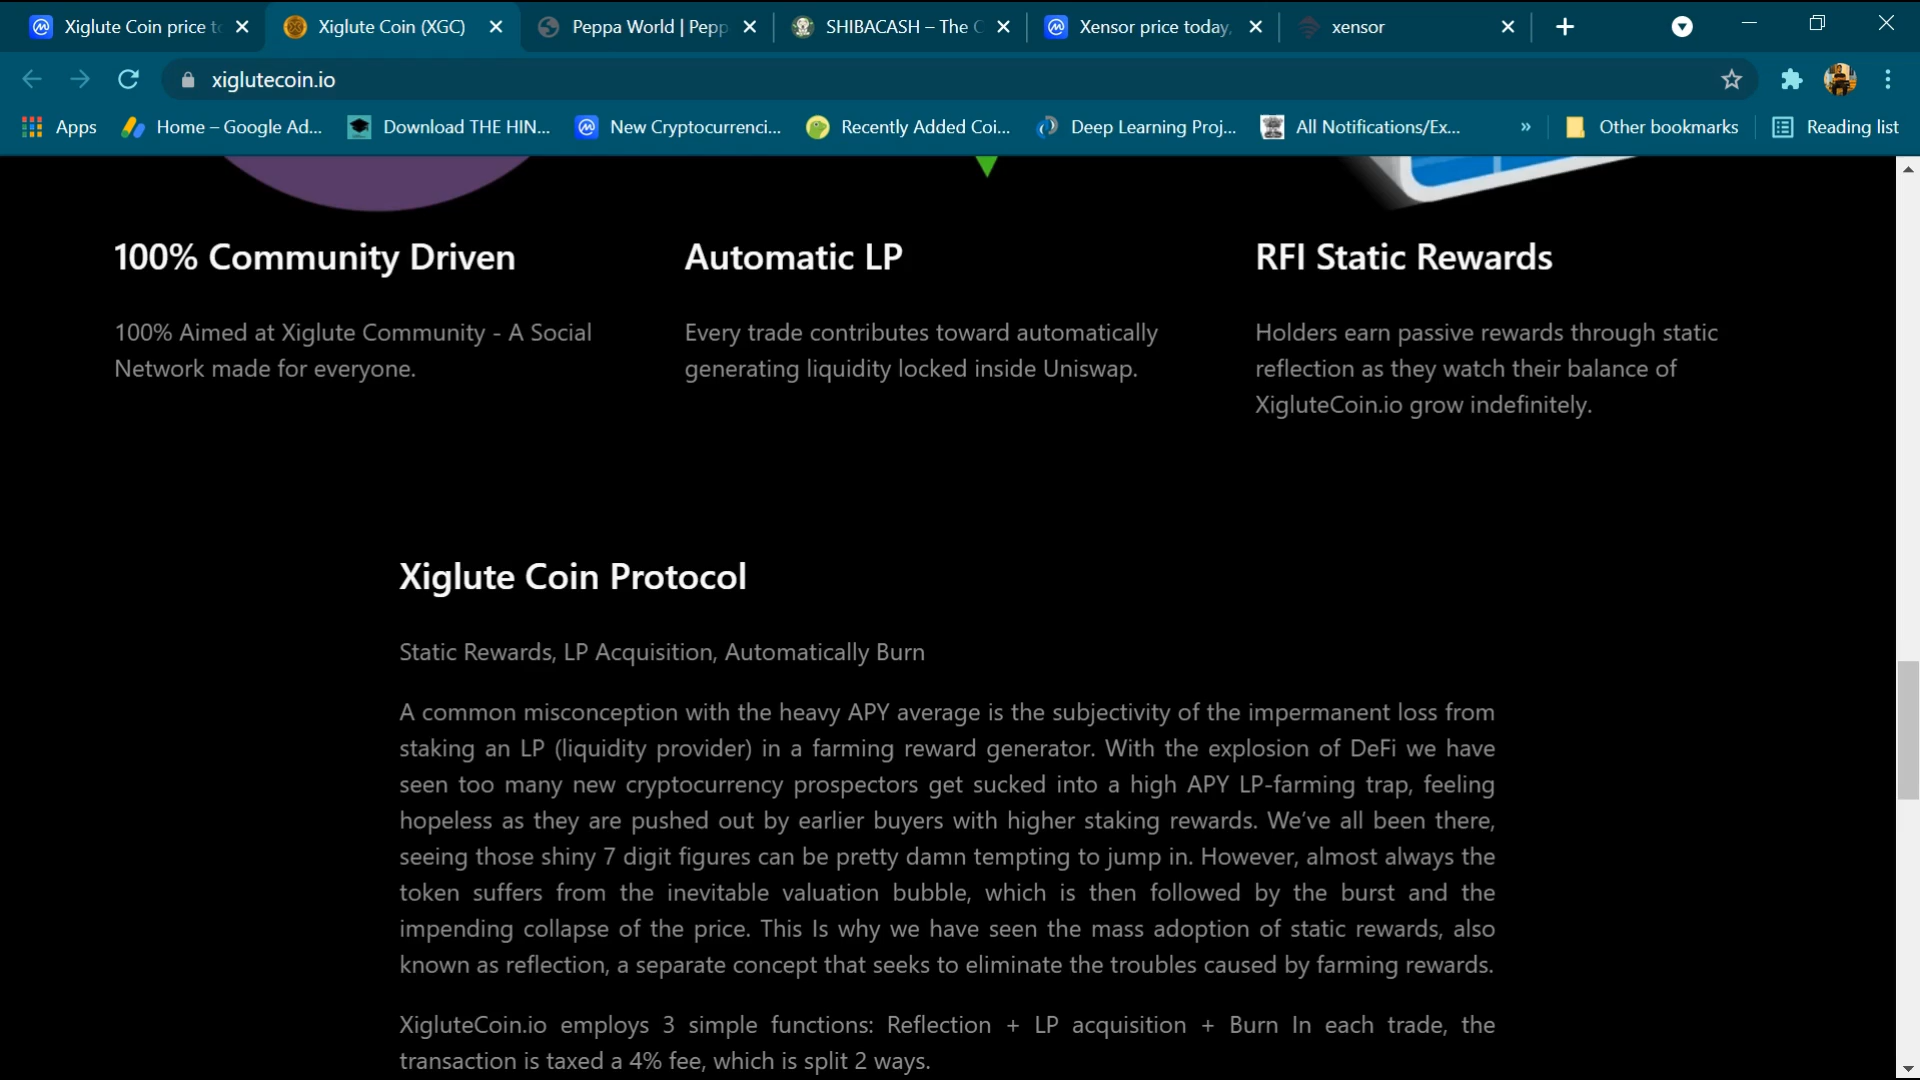 Xiglute Coin price to
Xiglute Coin (XGC)
Peppa World | Pepp
SHIBACASH – The C
Xensor price today,
xensor
xiglutecoin.io
Apps
Home – Google Ad...
Download THE HIN...
New Cryptocurrenci...
Recently Added Coi...
Deep Learning Proj...
All Notifications/Ex...
»
Other bookmarks
Reading list
100% Community Driven
100% Aimed at Xiglute Community - A Social
Network made for everyone.
Automatic LP
Every trade contributes toward automatically
generating liquidity locked inside Uniswap.
RFI Static Rewards
Holders earn passive rewards through static
reflection as they watch their balance of
XigluteCoin.io grow indefinitely.
Xiglute Coin Protocol
Static Rewards, LP Acquisition, Automatically Burn
A common misconception with the heavy APY average is the subjectivity of the impermanent loss from
staking an LP (liquidity provider) in a farming reward generator. With the explosion of DeFi we have
seen too many new cryptocurrency prospectors get sucked into a high APY LP-farming trap, feeling
hopeless as they are pushed out by earlier buyers with higher staking rewards. We've all been there,
seeing those shiny 7 digit figures can be pretty damn tempting to jump in. However, almost always the
token suffers from the inevitable valuation bubble, which is then followed by the burst and the
impending collapse of the price. This Is why we have seen the mass adoption of static rewards, also
known as reflection, a separate concept that seeks to eliminate the troubles caused by farming rewards.
XigluteCoin.io employs 3 simple functions: Reflection + LP acquisition + Burn In each trade, the
transaction is taxed a 4% fee, which is split 2 ways.